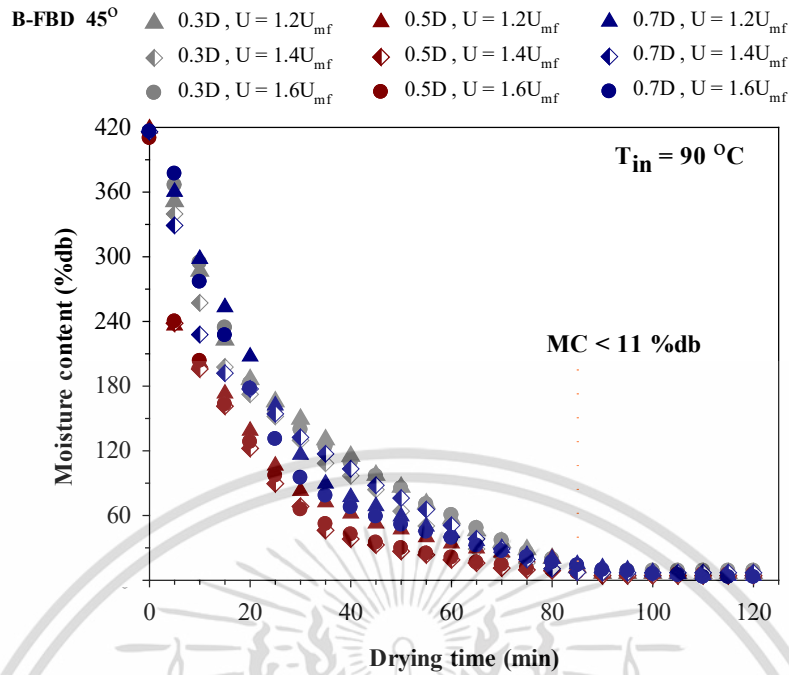 B-FBD 45° 0.3D , U = 1.2Umf 0.5D , U = 1.2Umf 0.7D , U = 1.2Umf
0.3D , U = 1.4Umf 0.5D , U = 1.4Umf 0.7D , U = 1.4Umf
0.3D , U = 1.6Umf 0.5D , U = 1.6Umf 0.7D , U = 1.6Umf
420
Tin = 90 °C
360
300
240
MC < 11 %db
180
120
60
Moisture content (%db)
0 20 40 60 80 100 120
Drying time (min)